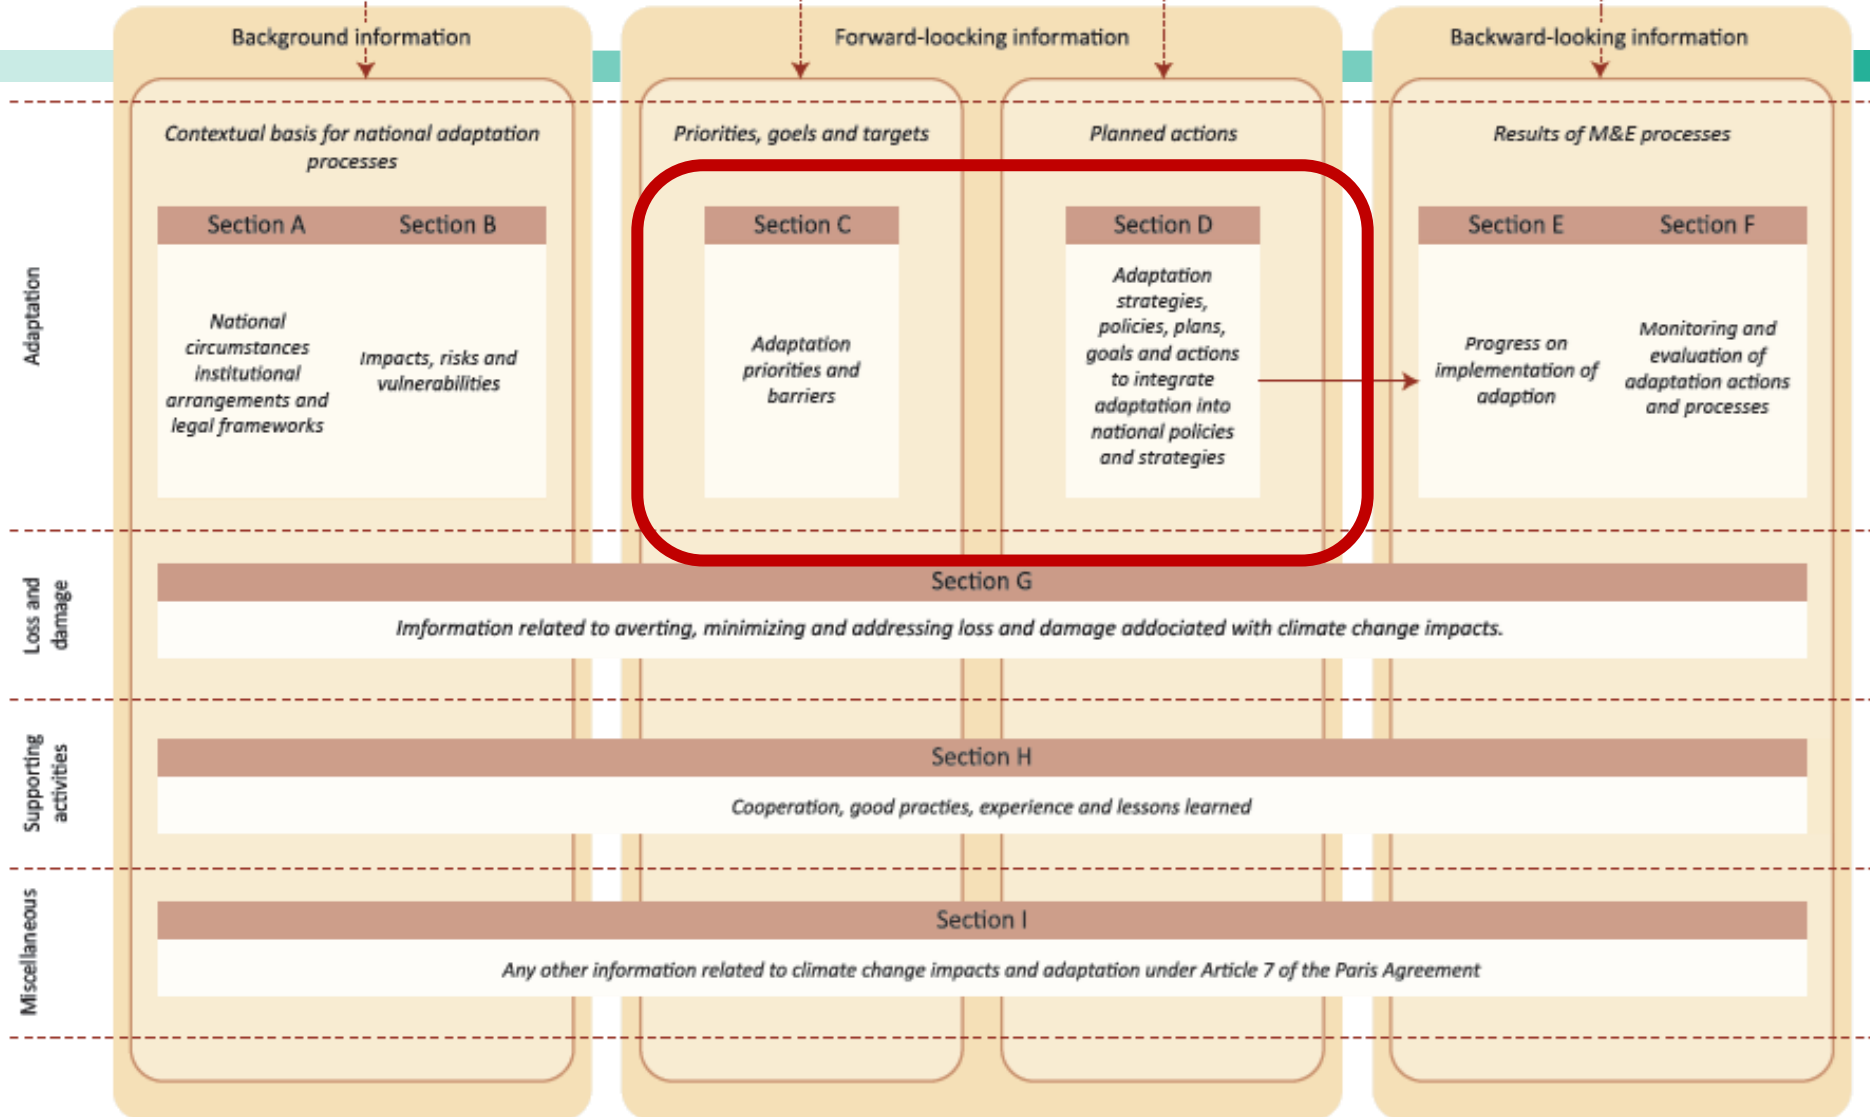 Background information
Forward-loocking information
Backward-looking information
Contextual basis for national adaptation
processes
Priorities, goels and targets
Planned actions
Results of M&E processes
Adaptation
Section A
Section B
Section C
Section D
Section E
Section F
National
circumstances
institutional
arrangements and
legal frameworks
Impacts, risks and
vulnerabilities
Adaptation
priorities and
barriers
Adaptation
strategies,
policies, plans,
goals and actions
to integrate
adaptation into
national policies
and strategies
Progress on
implementation of
adaption
Monitoring and
evaluation of
adaptation actions
and processes
Loss and
damage
Section G
Imformation related to averting, minimizing and addressing loss and damage addociated with climate change impacts.
Supporting
activities
Section H
Cooperation, good practies, experience and lessons learned
Miscellaneous
Section I
Any other information related to climate change impacts and adaptation under Article 7 of the Paris Agreement